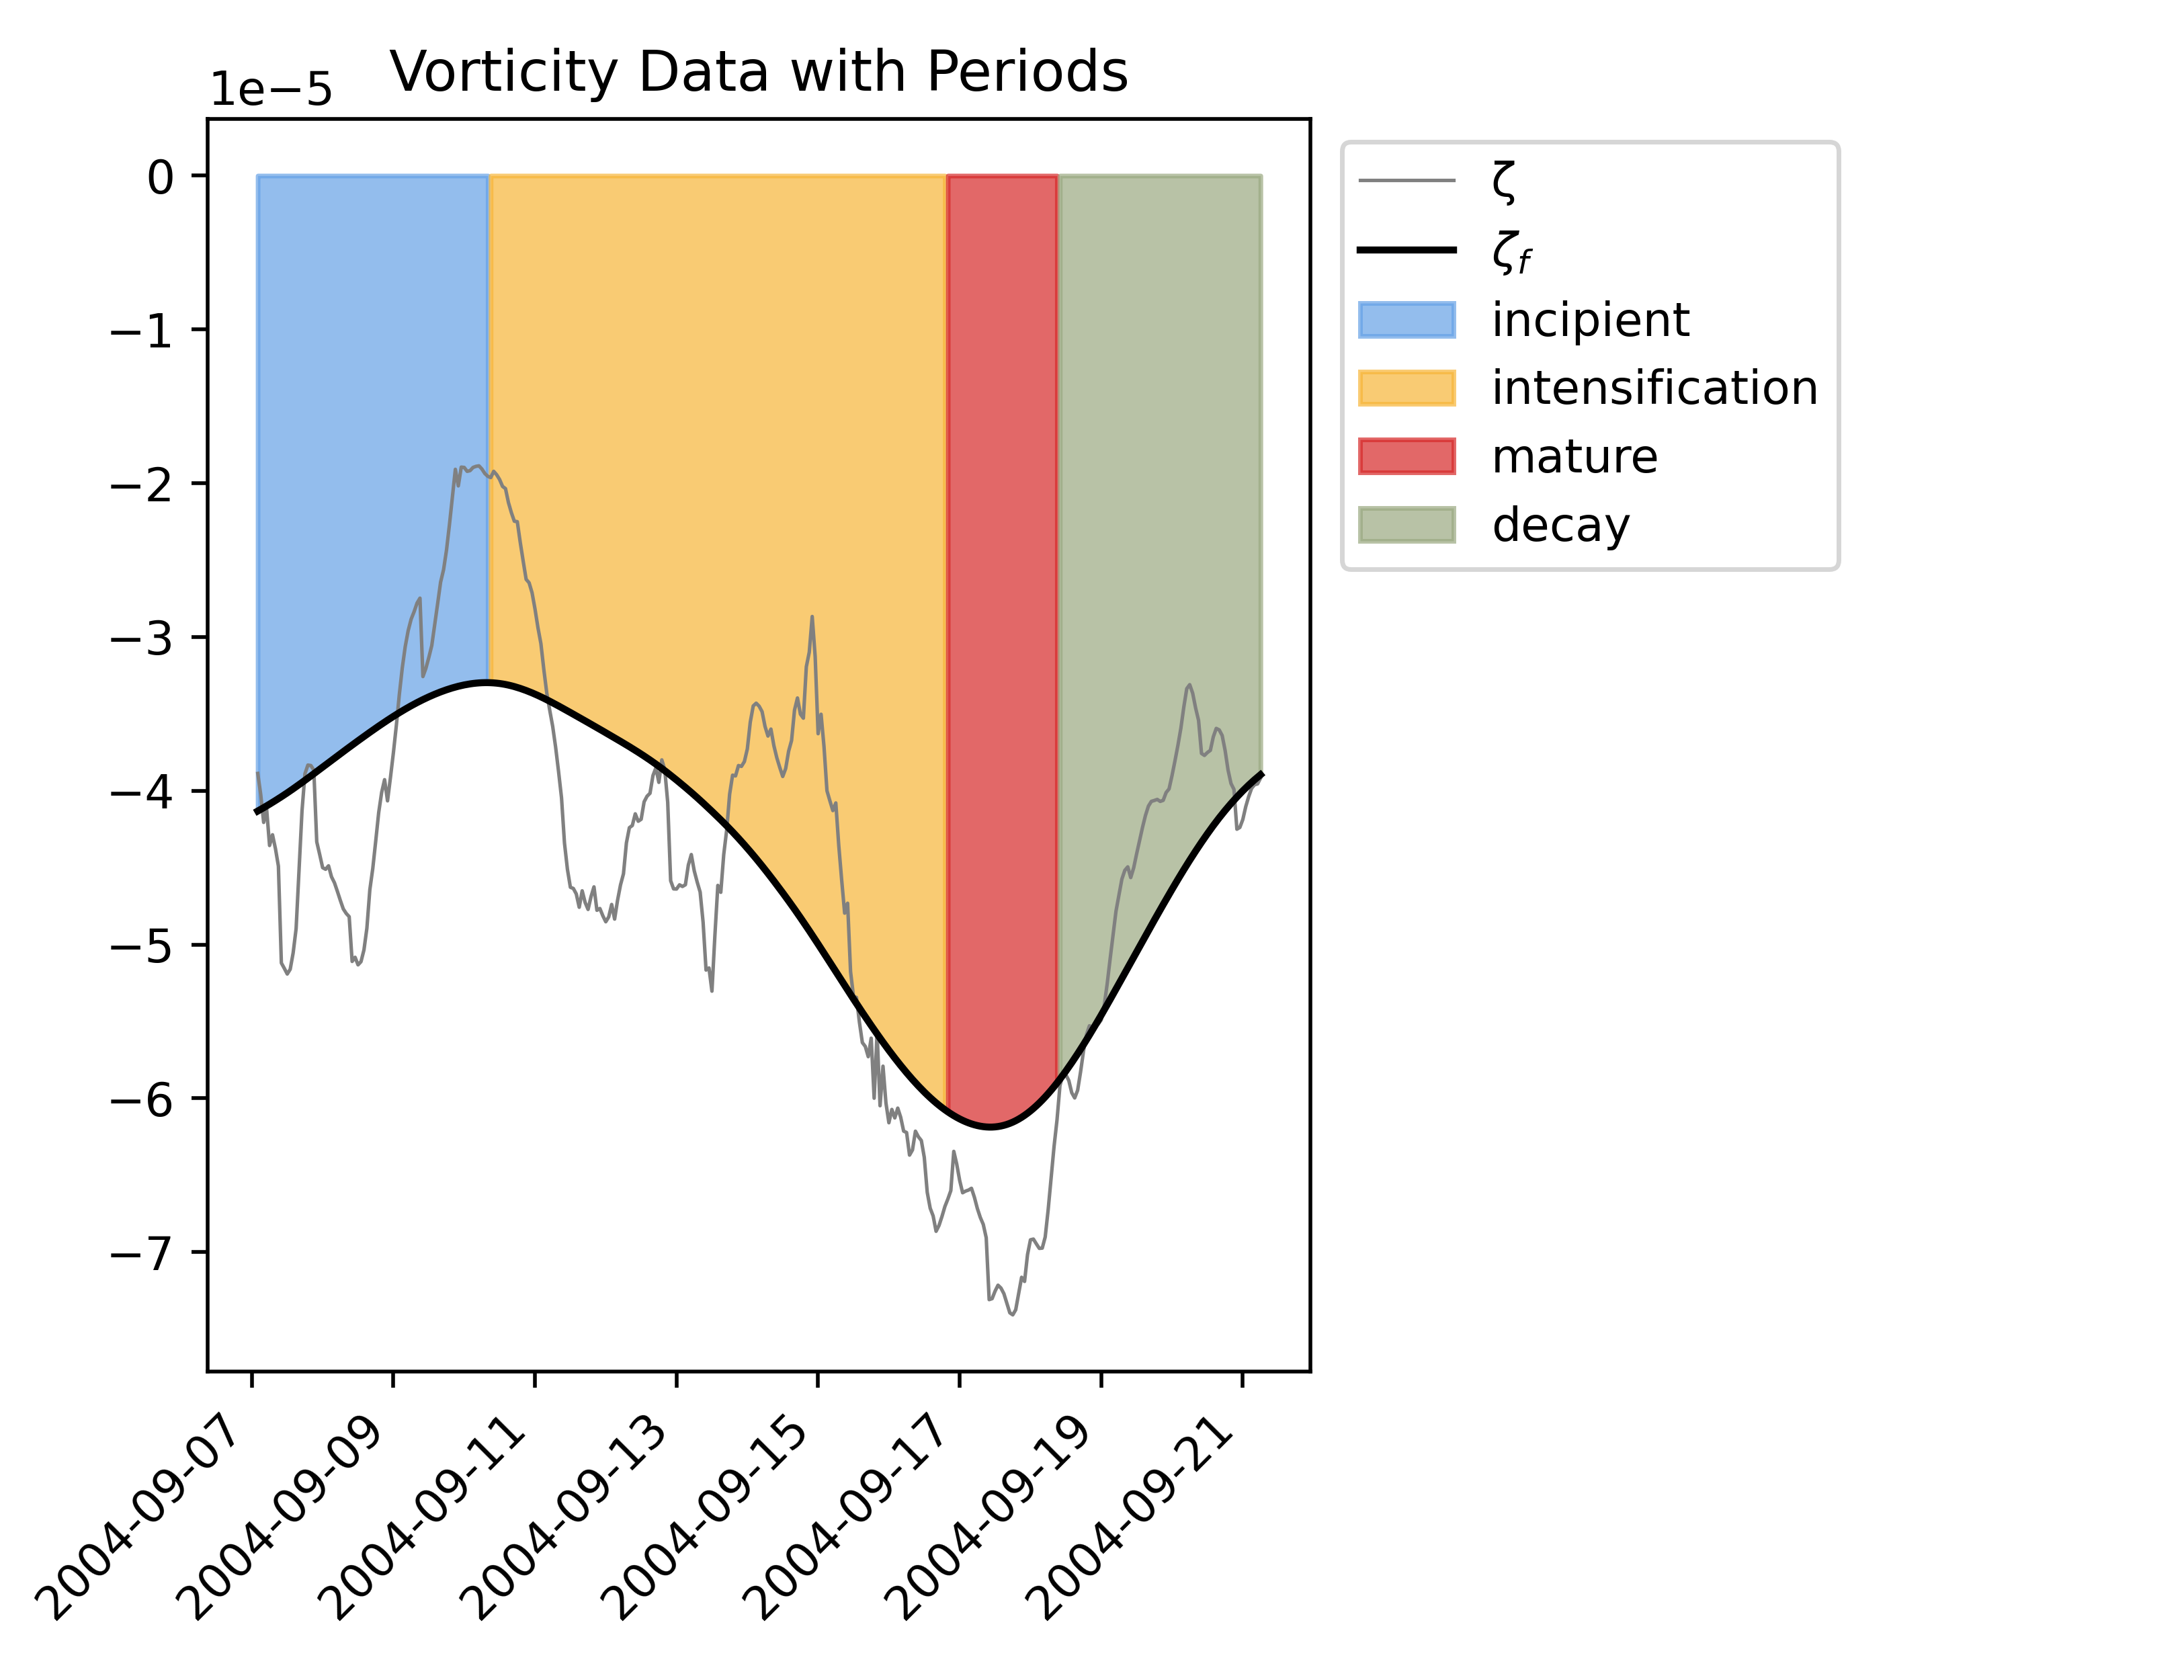 Vorticity Data with Periods
1e−5
0
−1
−2
−3
−4
−5
−6
−7
2004-09-07
2004-09-09
2004-09-11
2004-09-13
2004-09-15
2004-09-17
2004-09-19
2004-09-21
ζ
ζf
incipient
intensification
mature
decay